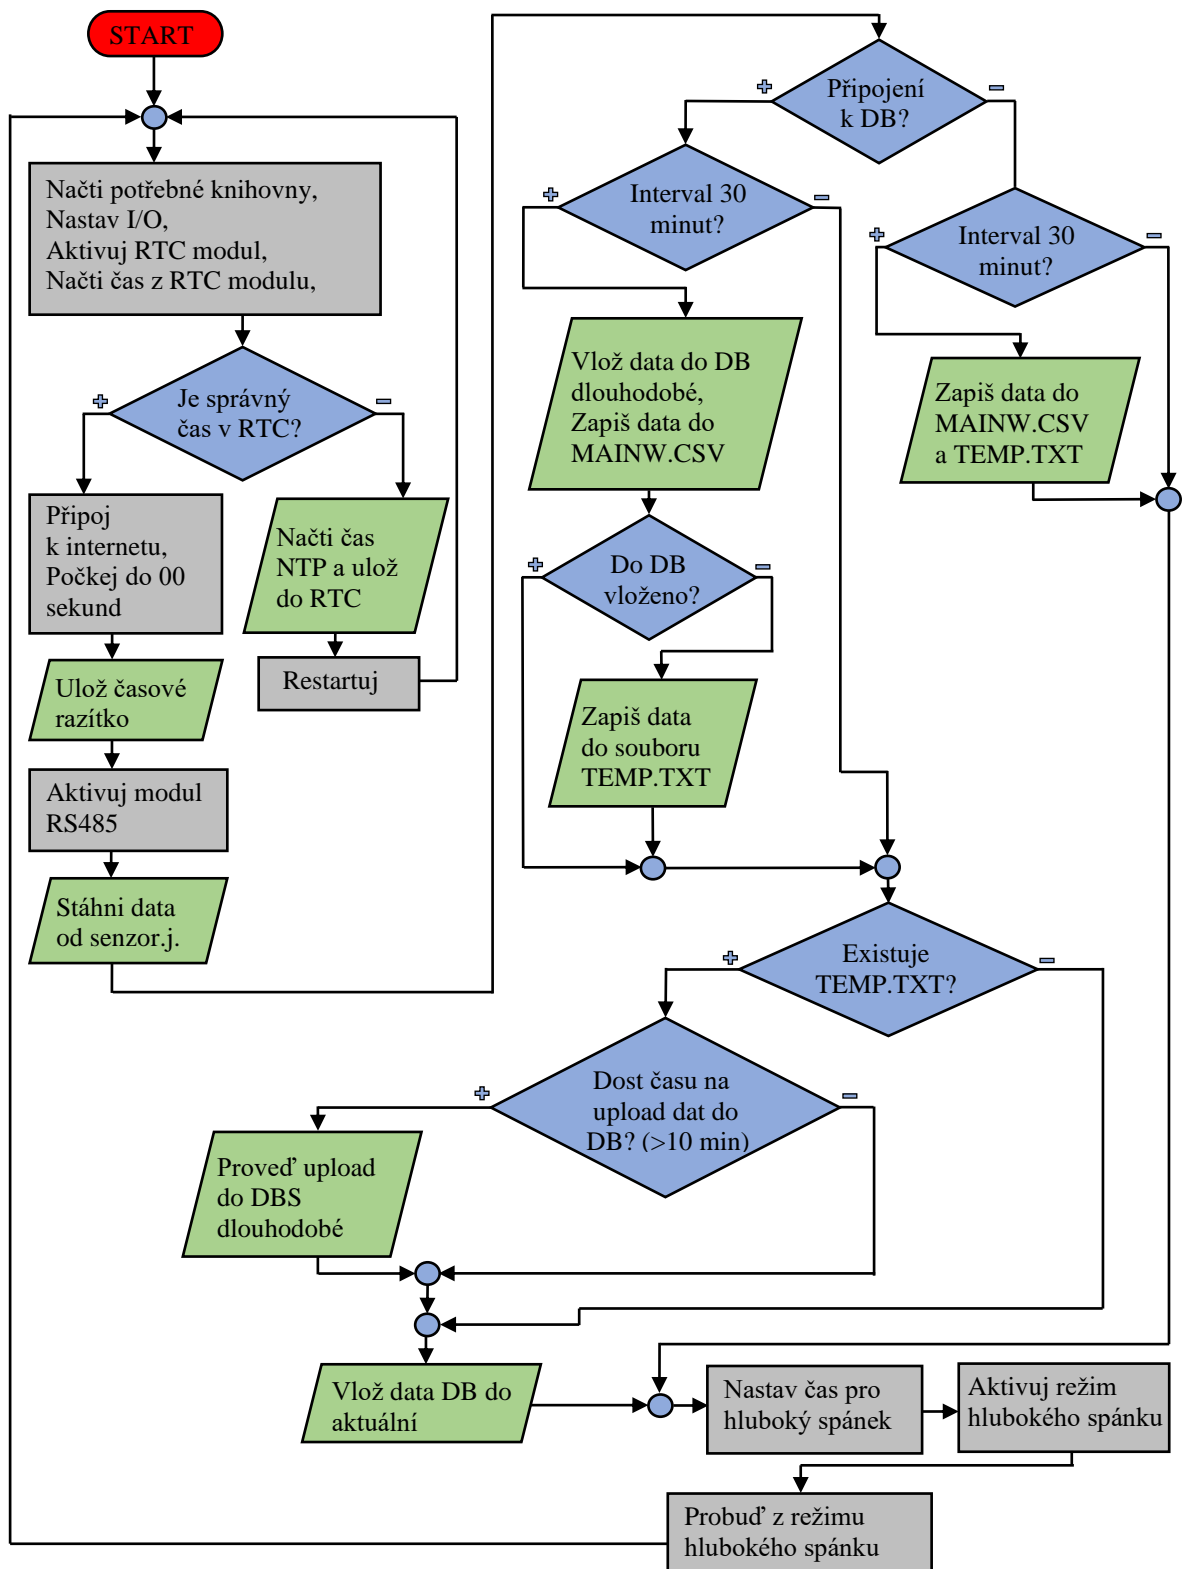 START
Načti potřebné knihovny,
Nastav I/O,
Aktivuj RTC modul,
Načti čas z RTC modulu,
Je správný
čas v RTC?
Připoj
k internetu,
Počkej do 00
sekund
Načti čas
NTP a ulož
do RTC
Restartuj
Ulož časové
razítko
Aktivuj modul
RS485
Stáhni data
od senzor.j.
Připojení
k DB?
Interval 30
minut?
Interval 30
minut?
Vlož data do DB
dlouhodobé,
Zapiš data do
MAINW.CSV
Zapiš data do
MAINW.CSV
a TEMP.TXT
Do DB
vloženo?
Zapiš data
do souboru
TEMP.TXT
Existuje
TEMP.TXT?
Dost času na
upload dat do
DB? (>10 min)
Proveď upload
do DBS
dlouhodobé
Vlož data DB do
aktuální
Nastav čas pro
hluboký spánek
Aktivuj režim
hlubokého spánku
Probuď z režimu
hlubokého spánku